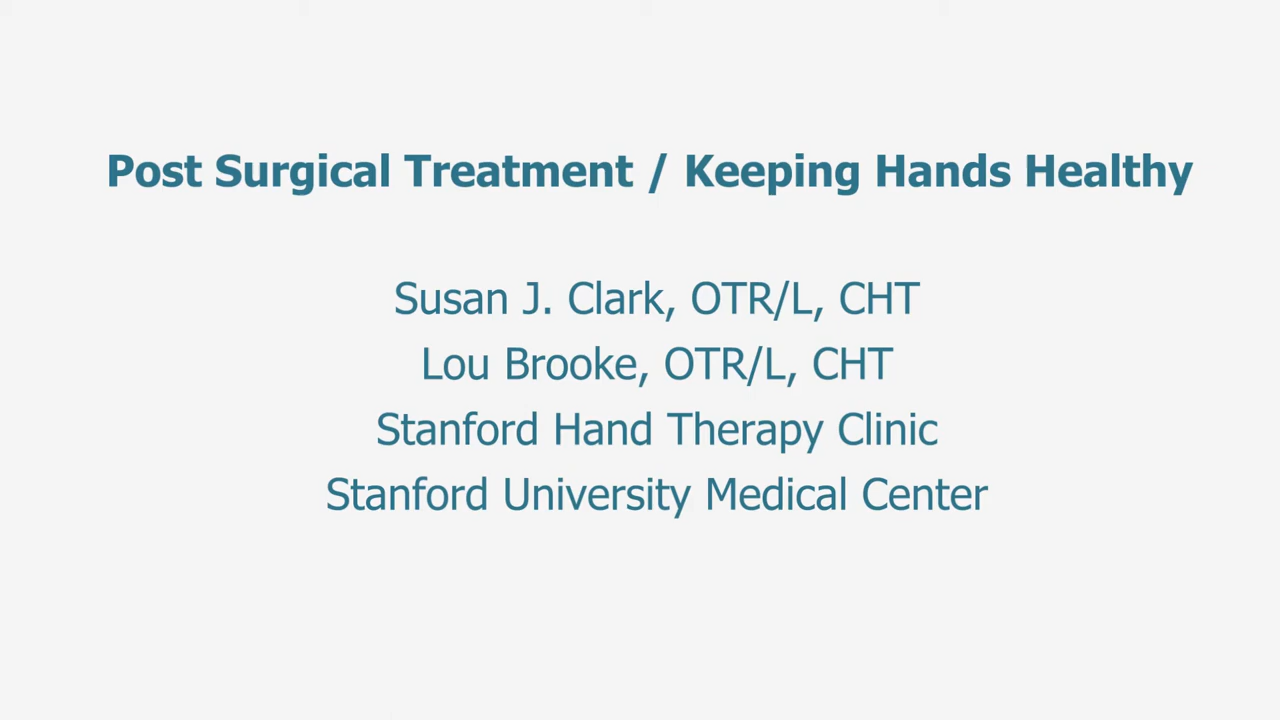 Post Surgical Treatment / Keeping Hands Healthy
Susan J. Clark, OTR/L, CHT
Lou Brooke, OTR/L, CHT
Stanford Hand Therapy Clinic
Stanford University Medical Center